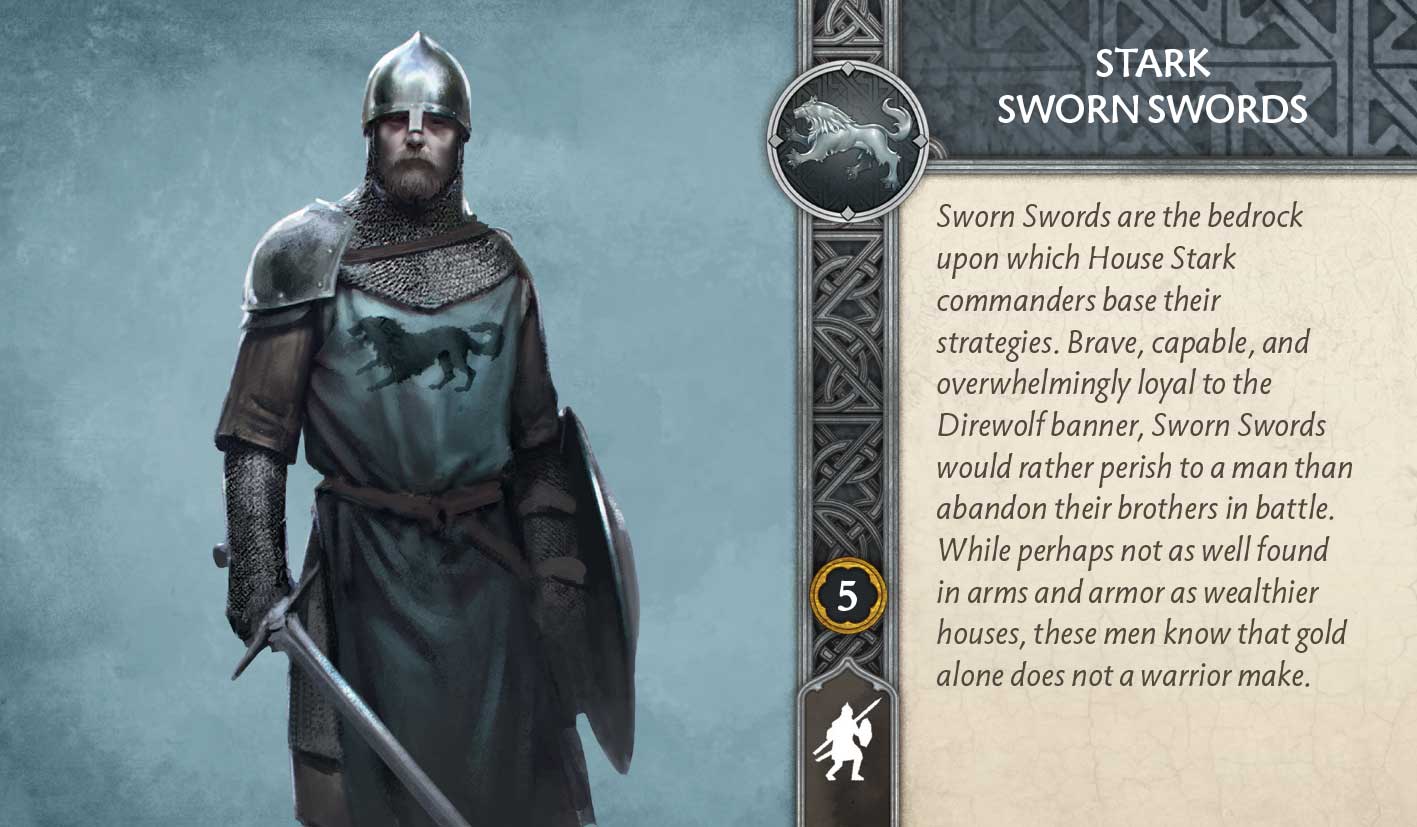 STARK
SWORN SWORDS
Sworn Swords are the bedrock
upon which House Stark
commanders base their
strategies. Brave, capable, and
overwhelmingly loyal to the
Direwolf banner, Sworn Swords
would rather perish to a man than
abandon their brothers in battle.
While perhaps not as well found
in arms and armor as wealthier
houses, these men know that gold
alone does not a warrior make.
5